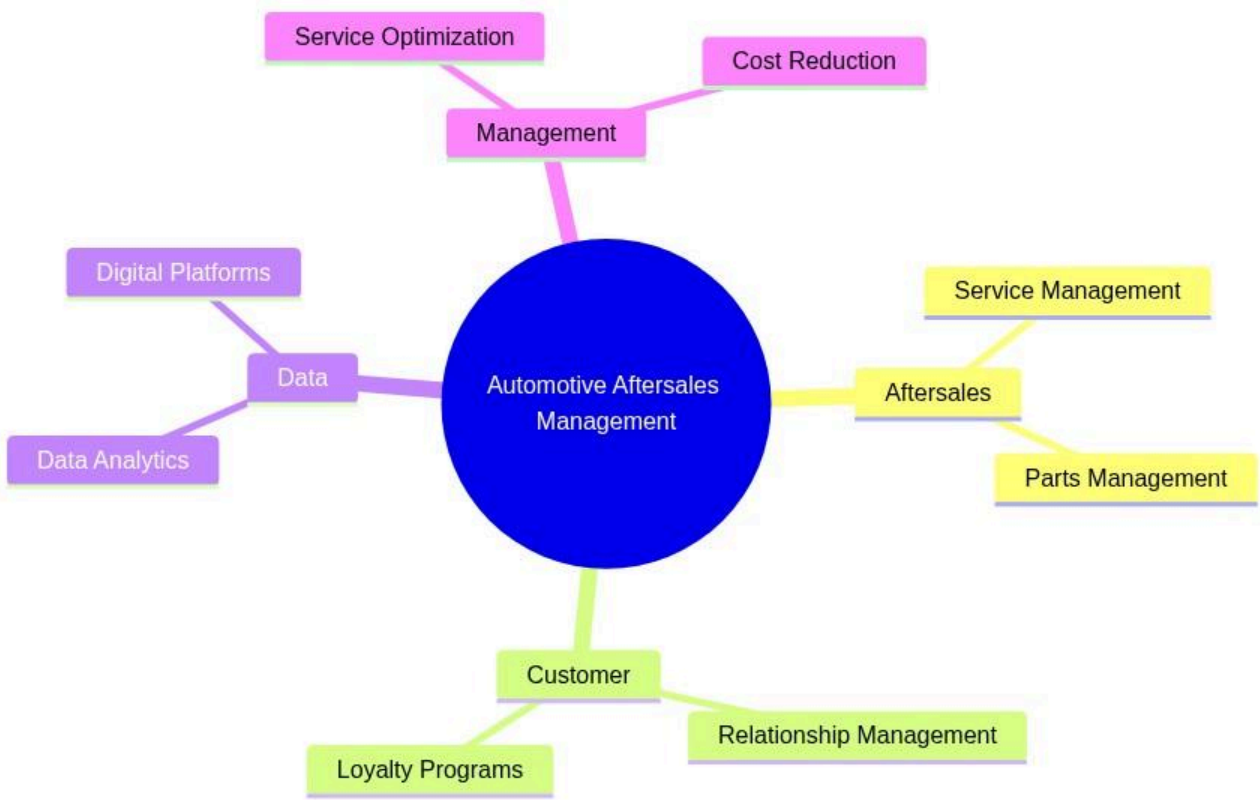 Service Optimization
Cost Reduction
Management
Digital Platforms
Data
Data Analytics
Automotive Aftersales
Management
Service Management
Aftersales
Parts Management
Customer
Relationship Management
Loyalty Programs